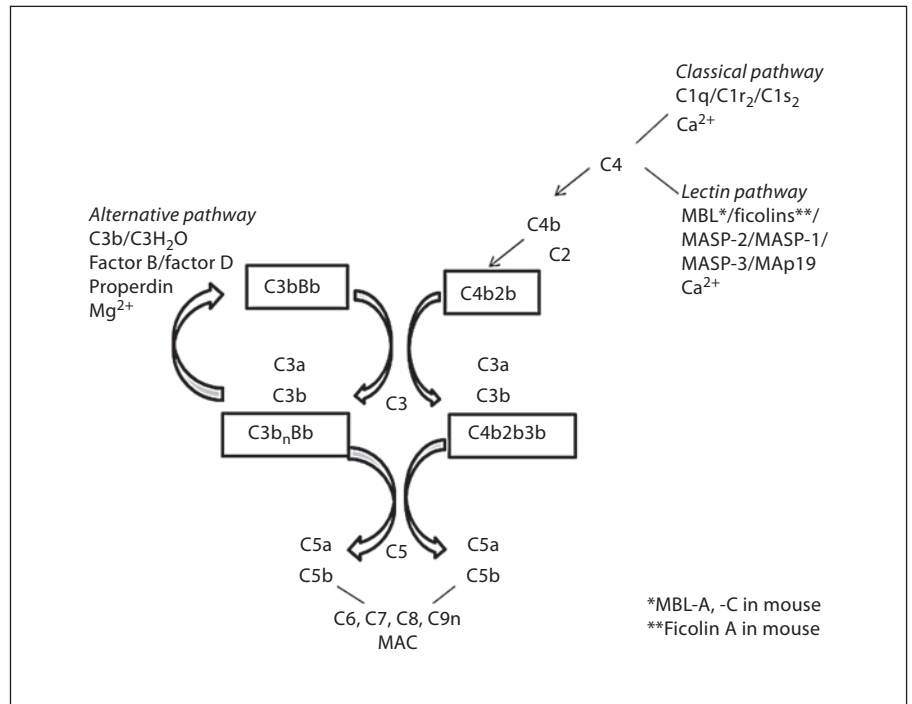 Classical pathway
C1q/C1r₂/C1s₂
Ca²⁺
C4
Lectin pathway
MBL*/ficolins**/
MASP-2/MASP-1/
MASP-3/MAp19
Ca²⁺
Alternative pathway
C3b/C3H₂O
Factor B/factor D
Properdin
Mg²⁺
C4b
C2
C3bBb
C4b2b
C3a
C3b
C3
C3a
C3b
C3bₙBb
C4b2b3b
C5a
C5b
C5
C5a
C5b
C6, C7, C8, C9n
MAC
*MBL-A, -C in mouse
**Ficolin A in mouse